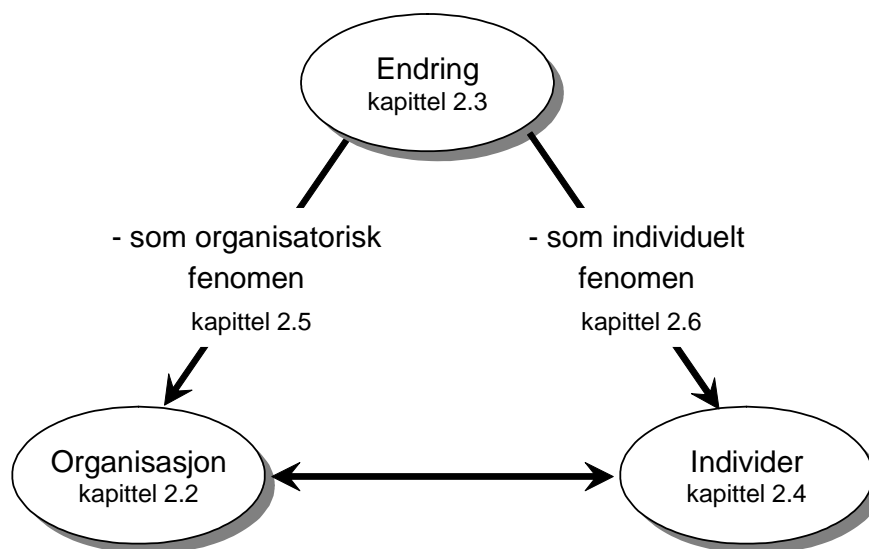 Endring
kapittel 2.3
- som organisatorisk
fenomen
kapittel 2.5
- som individuelt
fenomen
kapittel 2.6
Organisasjon
kapittel 2.2
Individer
kapittel 2.4